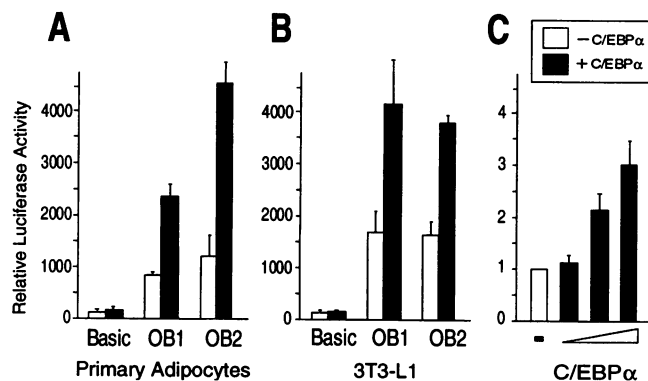 A
B
C
− C/EBPα
+ C/EBPα
Relative Luciferase Activity
4000
3000
2000
1000
0
Basic OB1 OB2
Primary Adipocytes
4000
3000
2000
1000
0
Basic OB1 OB2
3T3-L1
4
3
2
1
0
-
C/EBPα